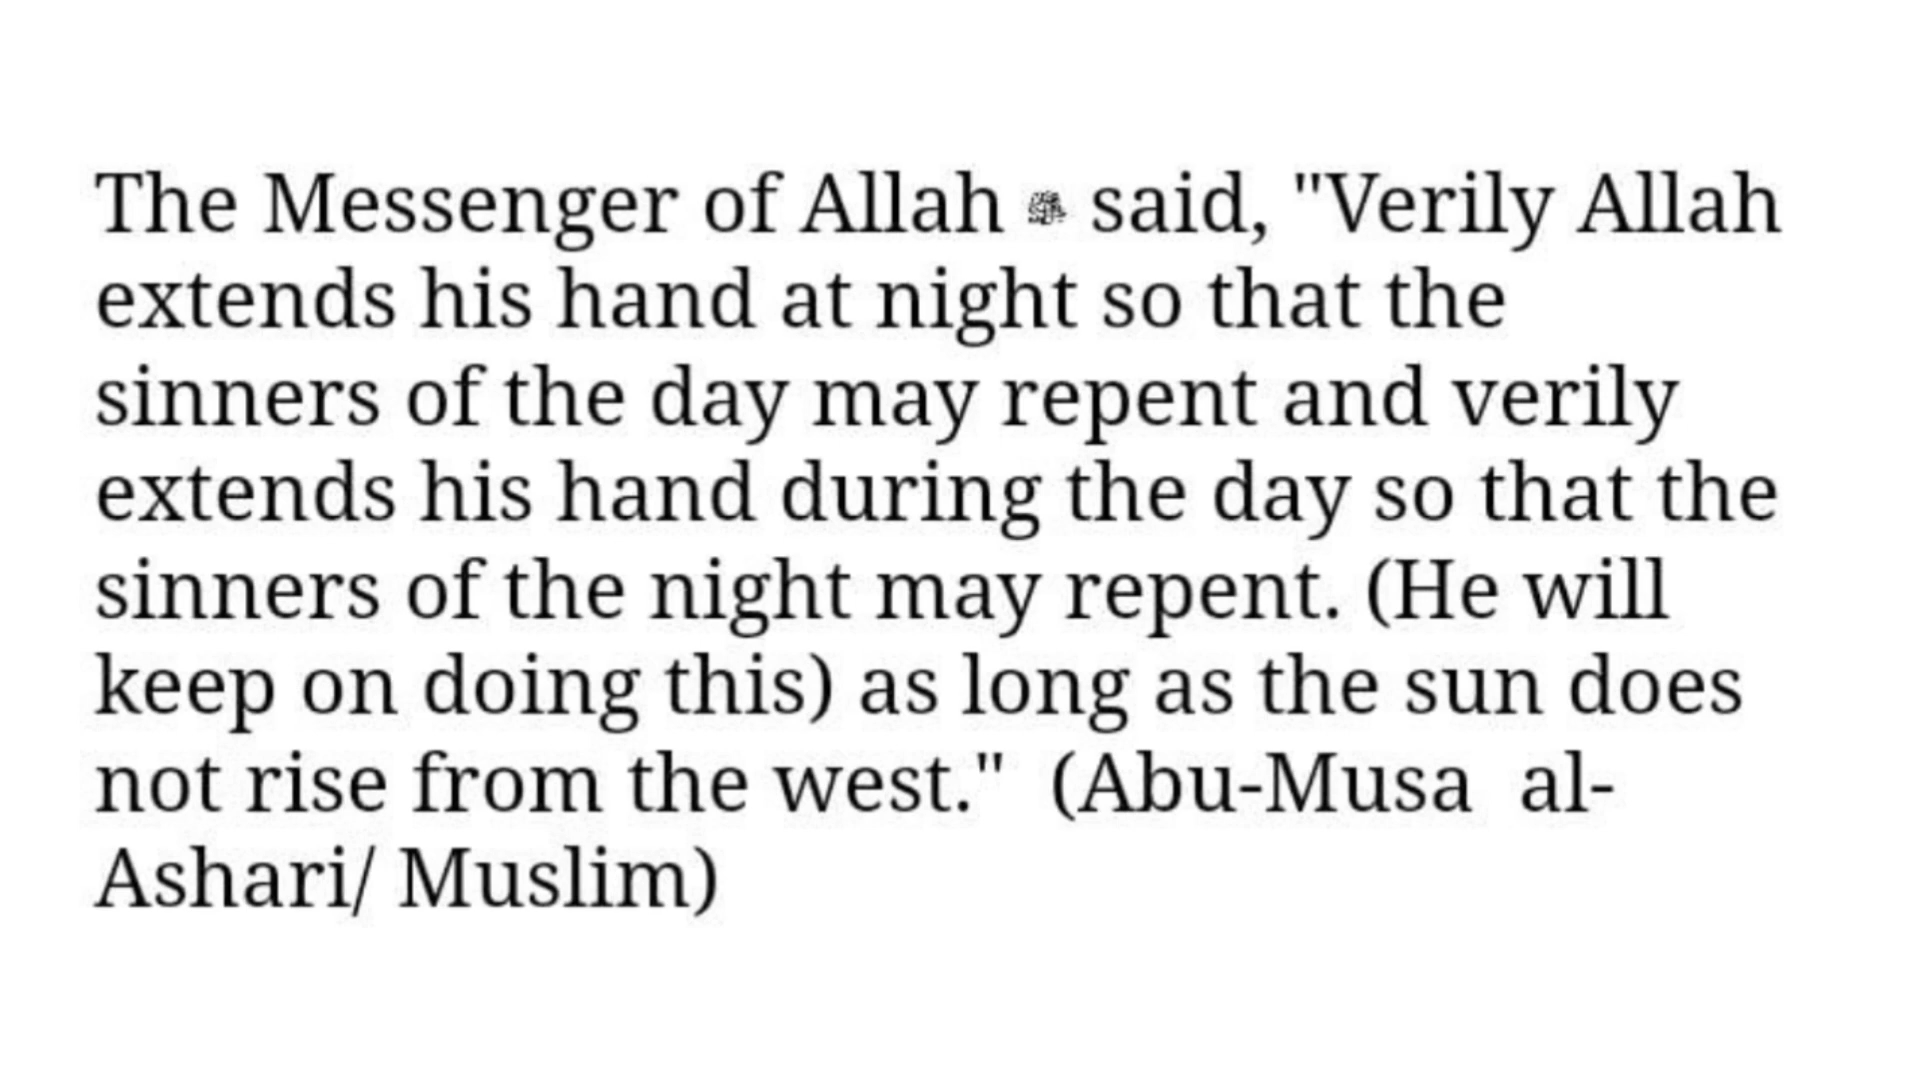 The Messenger of Allah ﷺ said, "Verily Allah
extends his hand at night so that the
sinners of the day may repent and verily
extends his hand during the day so that the
sinners of the night may repent. (He will
keep on doing this) as long as the sun does
not rise from the west."  (Abu-Musa  al-
Ashari/ Muslim)